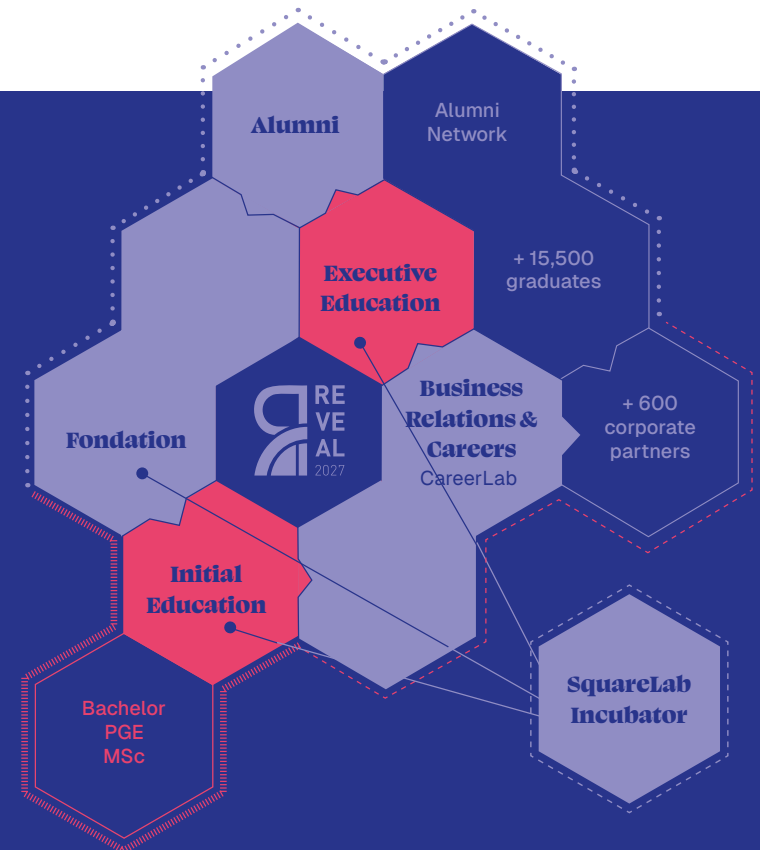 Alumni
Alumni
Network
Executive
Education
+ 15,500
graduates
Business
Relations &
Careers
CareerLab
+ 600
corporate
partners
Fondation
RE
VE
AL
2027
Initial
Education
SquareLab
Incubator
Bachelor
PGE
MSc